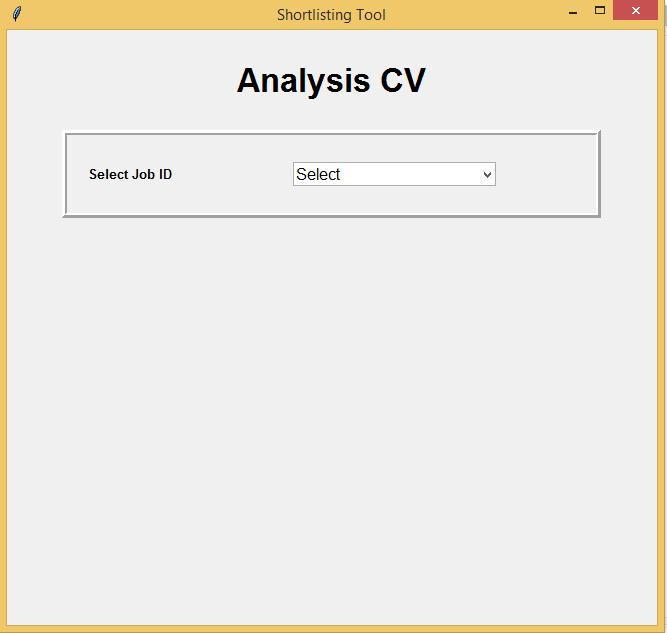 Shortlisting Tool
Analysis CV
Select Job ID
Select